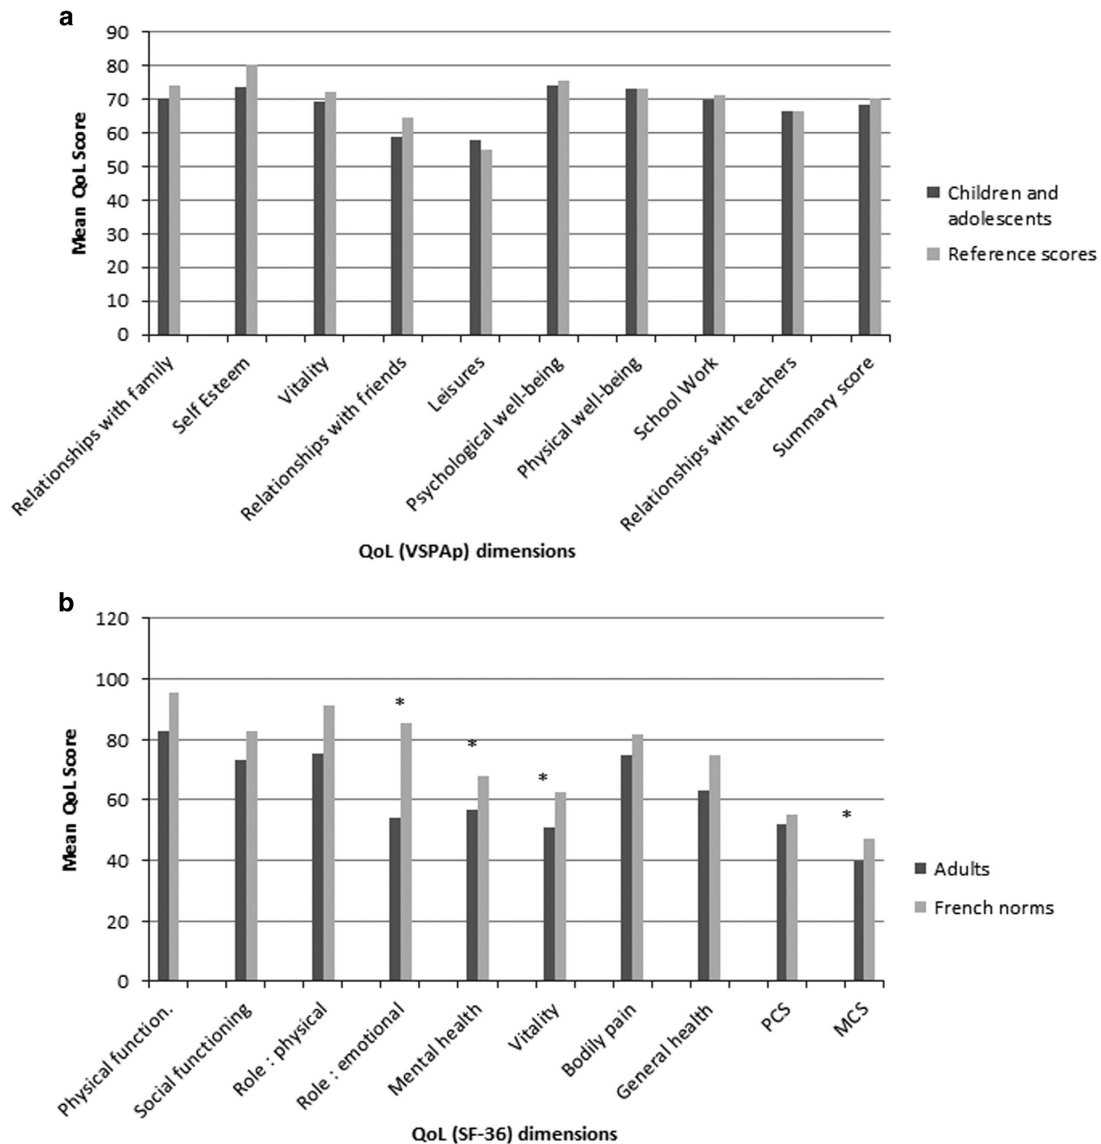 a
90
80
70
60
50
40
30
20
10
0
Mean QoL Score
Relationships with family
Self Esteem
Vitality
Relationships with friends
Leisures
Psychological well-being
Physical well-being
School Work
Relationships with teachers
Summary score
QoL (VSPAp) dimensions
Children and
adolescents
Reference scores
b
120
100
80
60
40
20
0
Mean QoL Score
*
*
*
*
Physical function.
Social functioning
Role : physical
Role : emotional
Mental health
Vitality
Bodily pain
General health
PCS
MCS
QoL (SF-36) dimensions
Adults
French norms